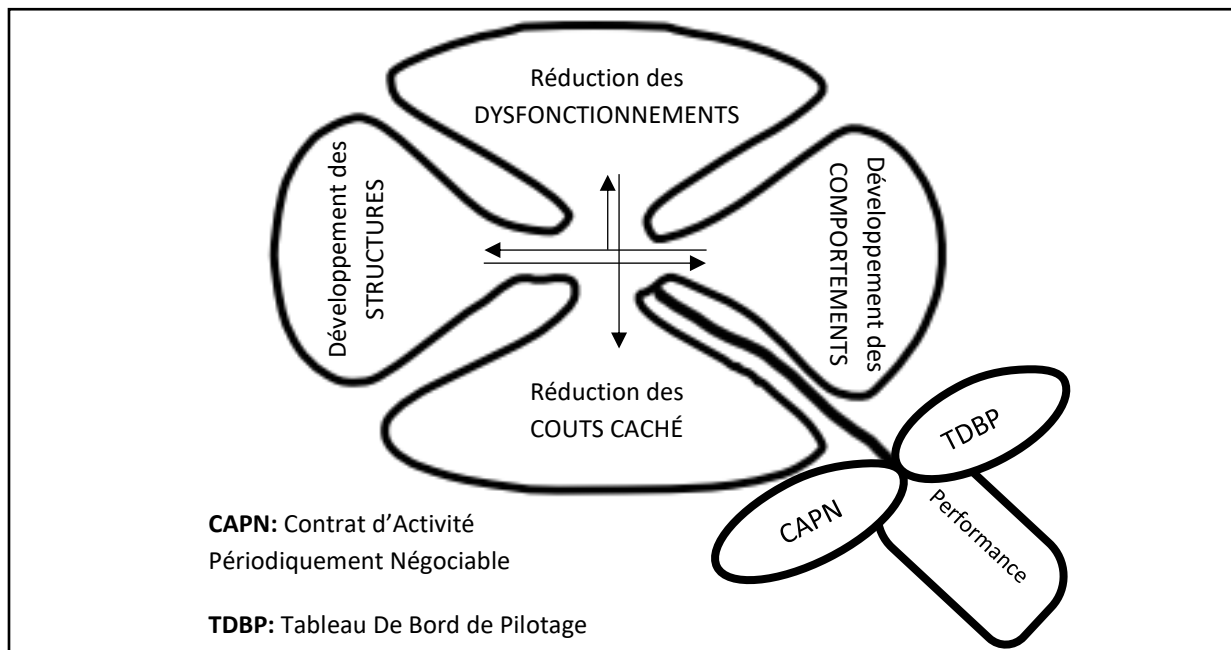 Réduction des
DYSFONCTIONNEMENTS
Développement des
STRUCTURES
Développement des
COMPORTEMENTS
Réduction des
COUTS CACHÉ
TDBP
CAPN
Performance
CAPN: Contrat d’Activité
Périodiquement Négociable
TDBP: Tableau De Bord de Pilotage